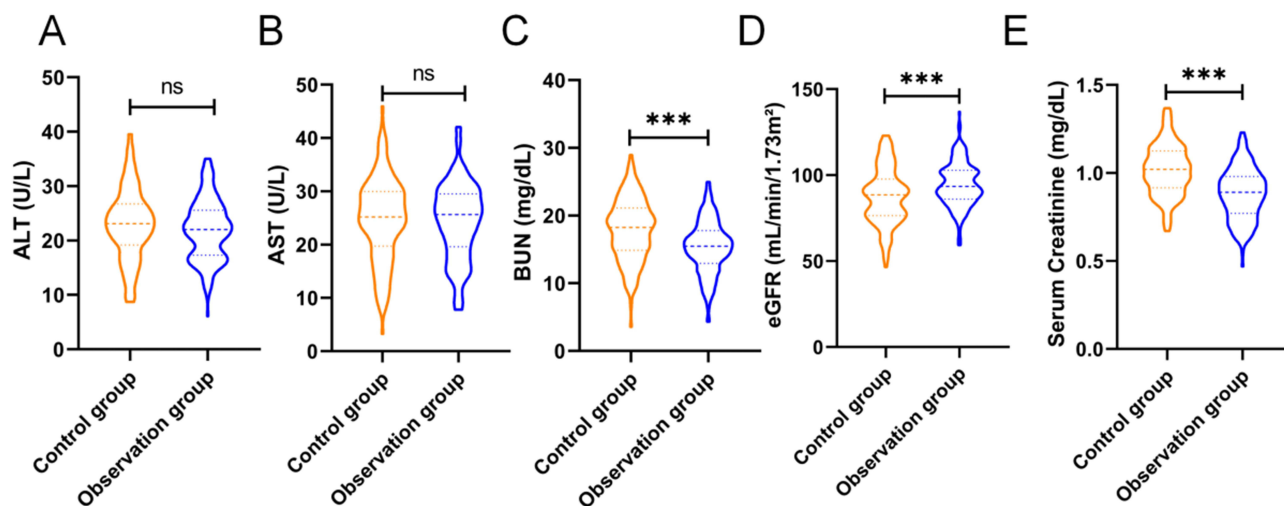 A
ALT (U/L)
50
40
30
20
10
0
ns
Control group
Observation group
B
AST (U/L)
50
40
30
20
10
0
ns
Control group
Observation group
C
BUN (mg/dL)
40
30
20
10
0
***
Control group
Observation group
D
eGFR (mL/min/1.73m²)
150
100
50
0
***
Control group
Observation group
E
Serum Creatinine (mg/dL)
1.5
1.0
0.5
0.0
***
Control group
Observation group